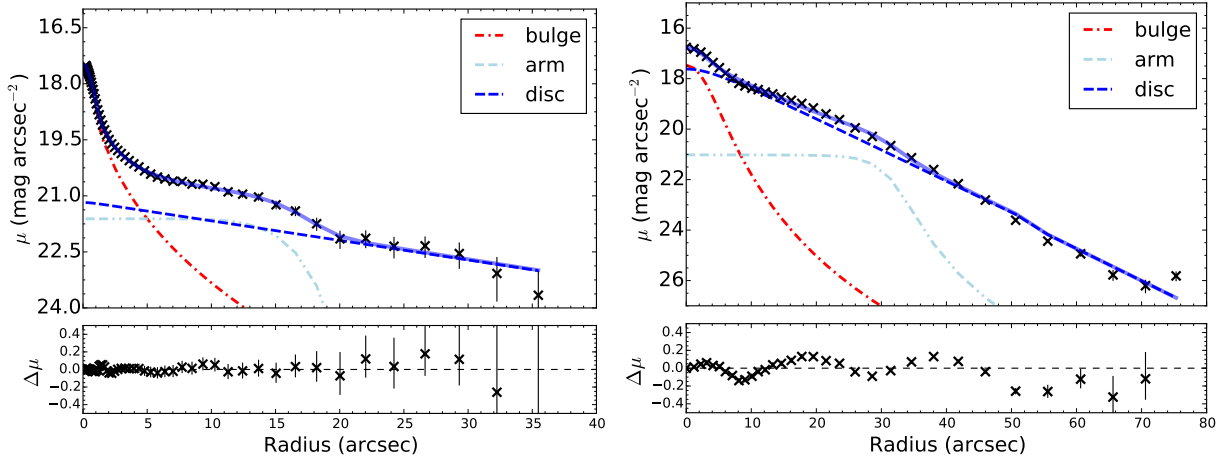 16.5
18.0
19.5
21.0
22.5
24.0
μ (mag arcsec⁻²)
bulge
arm
disc
0.4
0.2
0.0
−0.2
−0.4
Δμ
0 5 10 15 20 25 30 35 40
Radius (arcsec)
16
18
20
22
24
26
μ (mag arcsec⁻²)
bulge
arm
disc
0.4
0.2
0.0
−0.2
−0.4
Δμ
0 10 20 30 40 50 60 70 80
Radius (arcsec)